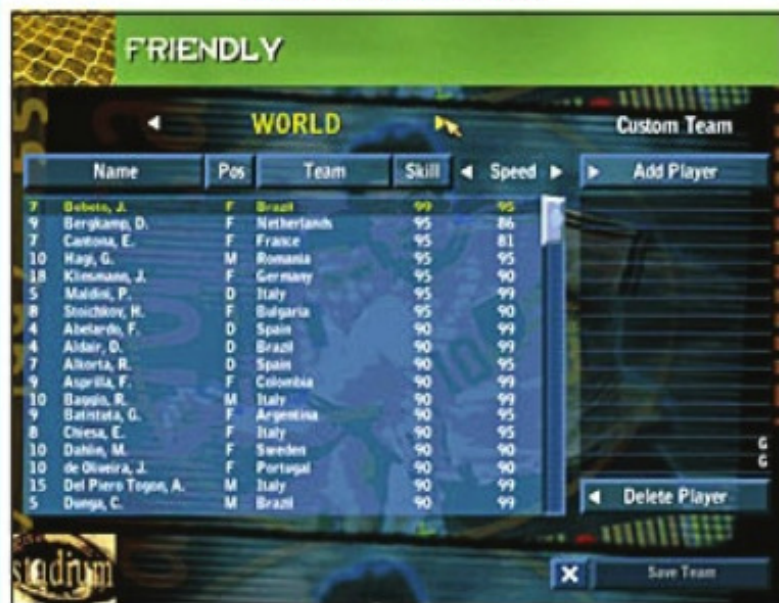 FRIENDLY
WORLD
Custom Team
Name Pos Team Skill Speed Add Player
7 Bebeto, J. F Brazil 99 95
9 Bergkamp, D. F Netherlands 95 86
7 Cantona, E. F France 95 81
10 Hagi, G. M Romania 95 95
18 Klinsmann, J. F Germany 95 90
5 Maldini, P. D Italy 95 99
8 Stoichkov, H. F Bulgaria 95 90
4 Abelardo, F. D Spain 90 99
4 Aldair, D. D Brazil 90 99
7 Alkorta, R. D Spain 90 95
9 Asprilla, F. F Colombia 90 99
10 Baggio, R. M Italy 90 99
9 Batistuta, G. F Argentina 90 95
8 Chiesa, E. F Italy 90 95
10 Dahlin, M. F Sweden 90 90
10 de Oliveira, J. F Portugal 90 90
15 Del Piero Togon, A. M Italy 90 99
5 Dunga, C. M Brazil 90 99
G
G
Delete Player
stadium
Save Team